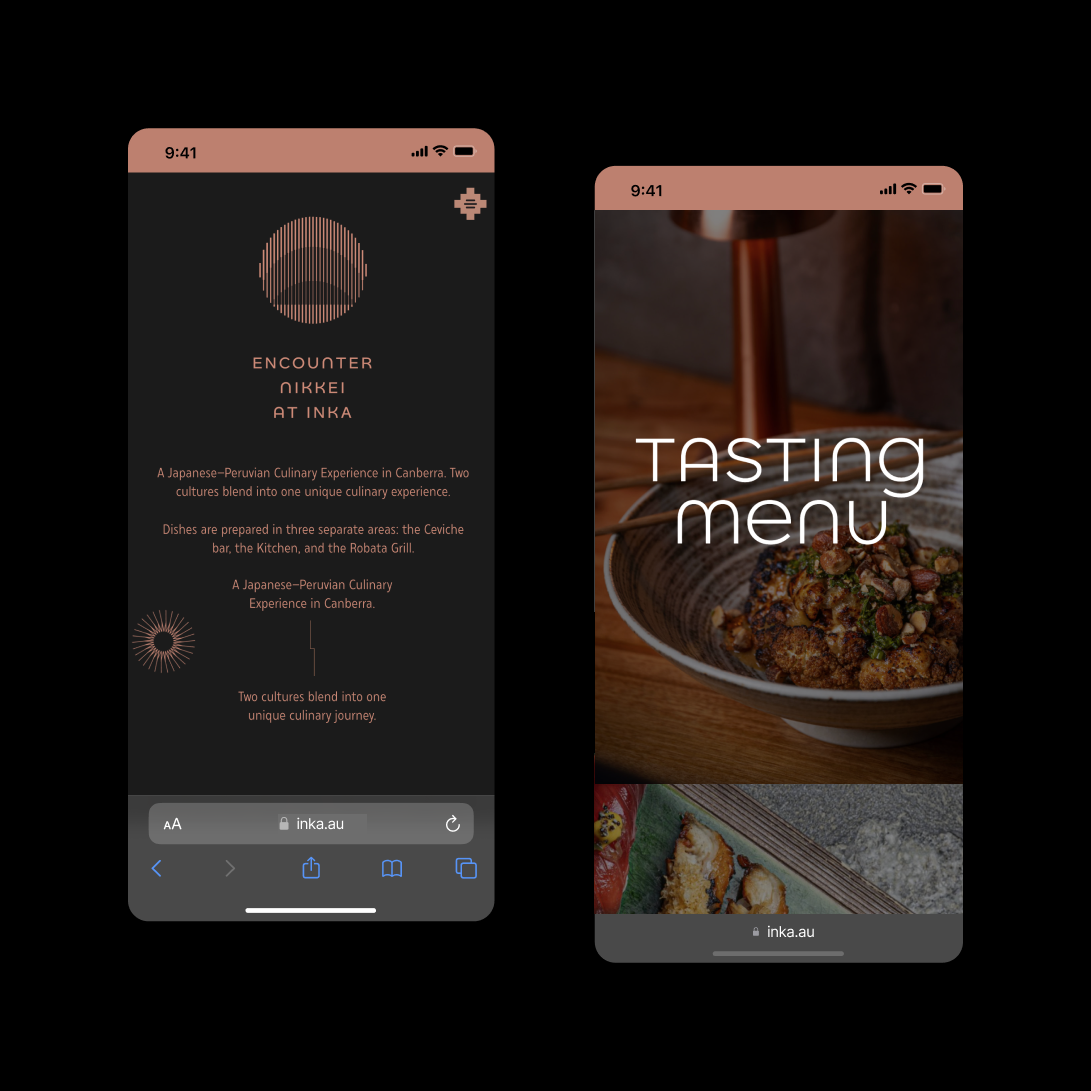 9:41
ENCOUNTER
NIKKEI
AT INKA
A Japanese–Peruvian Culinary Experience in Canberra. Two
cultures blend into one unique culinary experience.
Dishes are prepared in three separate areas: the Ceviche
bar, the Kitchen, and the Robata Grill.
A Japanese–Peruvian Culinary
Experience in Canberra.
Two cultures blend into one
unique culinary journey.
AA inka.au
9:41
TASTING
menu
inka.au